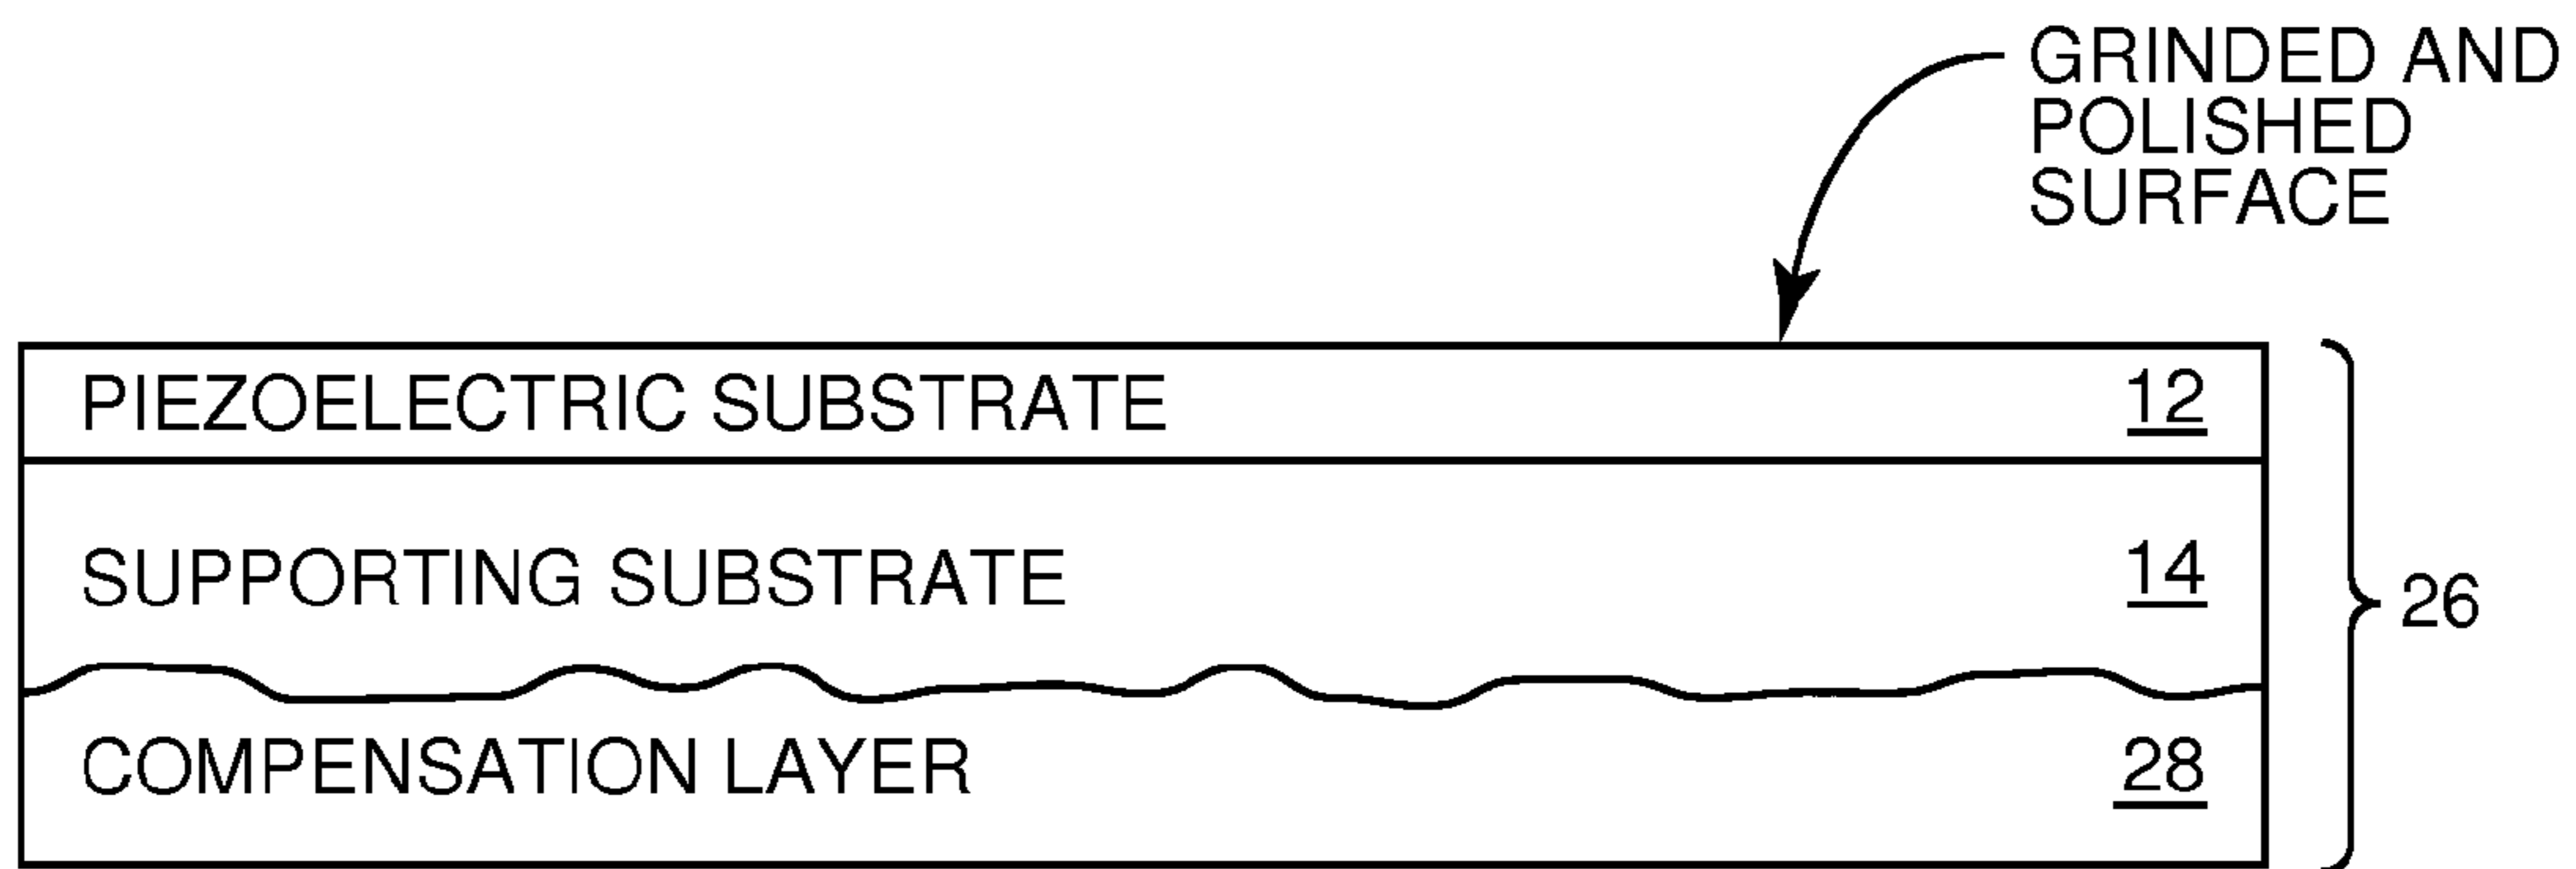 GRINDED AND
POLISHED
SURFACE
PIEZOELECTRIC SUBSTRATE 12
SUPPORTING SUBSTRATE 14
26
COMPENSATION LAYER 28